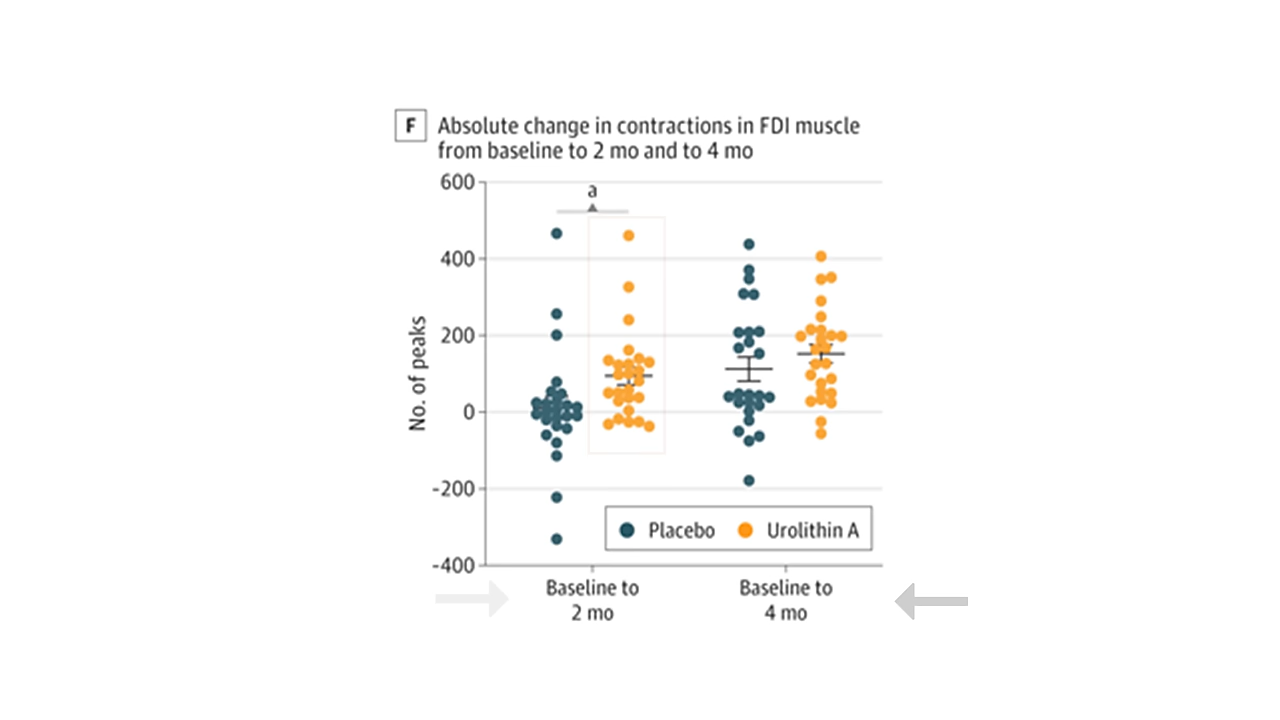 F Absolute change in contractions in FDI muscle
from baseline to 2 mo and to 4 mo
600
a
400
200
0
-200
-400
No. of peaks
Placebo Urolithin A
Baseline to
2 mo
Baseline to
4 mo